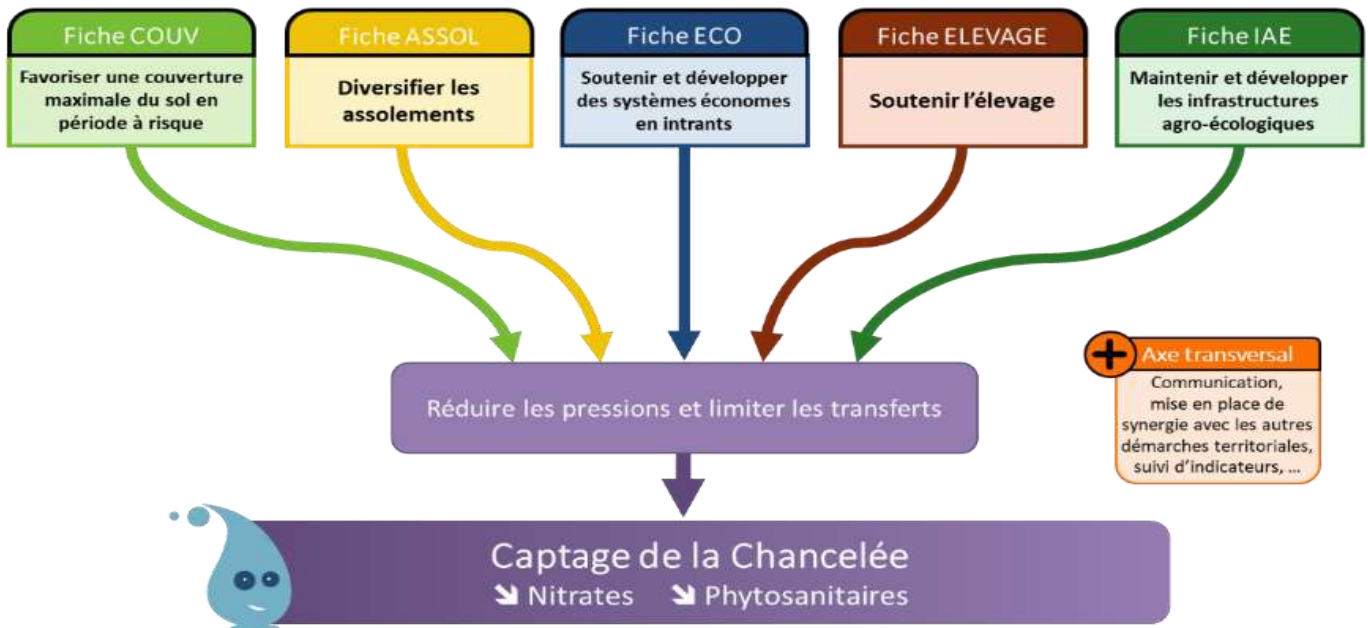 Fiche COUV
Favoriser une couverture
maximale du sol en
période à risque
Fiche ASSOL
Diversifier les
assolements
Fiche ECO
Soutenir et développer
des systèmes économes
en intrants
Fiche ELEVAGE
Soutenir l'élevage
Fiche IAE
Maintenir et développer
les infrastructures
agro-écologiques
Réduire les pressions et limiter les transferts
Axe transversal
Communication,
mise en place de
synergie avec les autres
démarches territoriales,
suivi d'indicateurs, ...
Captage de la Chancelée
Nitrates Phytosanitaires